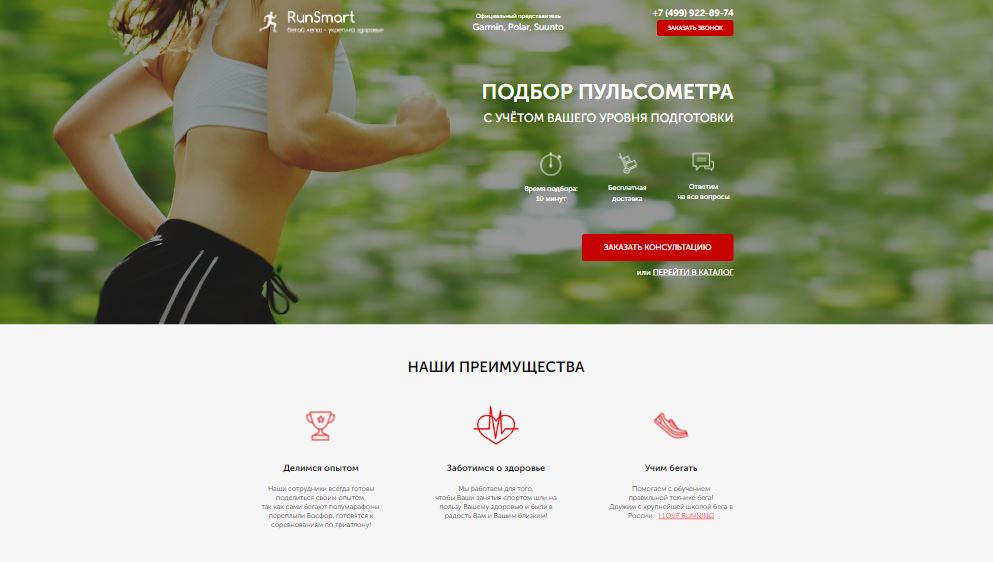 RunSmart
бегай легко - укрепляй здоровье
Официальный представитель
Garmin, Polar, Suunto
+7 (499) 922-89-74
ЗАКАЗАТЬ ЗВОНОК
ПОДБОР ПУЛЬСОМЕТРА
С УЧЁТОМ ВАШЕГО УРОВНЯ ПОДГОТОВКИ
Время подбора:
10 минут
Бесплатная
доставка
Ответим
на все вопросы
ЗАКАЗАТЬ КОНСУЛЬТАЦИЮ
или ПЕРЕЙТИ В КАТАЛОГ
НАШИ ПРЕИМУЩЕСТВА
Делимся опытом
Наши сотрудники всегда готовы
поделиться своим опытом,
так как сами бегают полумарафоны,
переплыли Босфор, готовятся к
соревнованиям по триатлону!
Заботимся о здоровье
Мы работаем для того,
чтобы Ваши занятия спортом шли на
пользу Вашему здоровью и были в
радость Вам и Вашим близким!
Учим бегать
Помогаем с обучением
правильной технике бега!
Дружим с крупнейшей школой бега в
России - I LOVE RUNNING